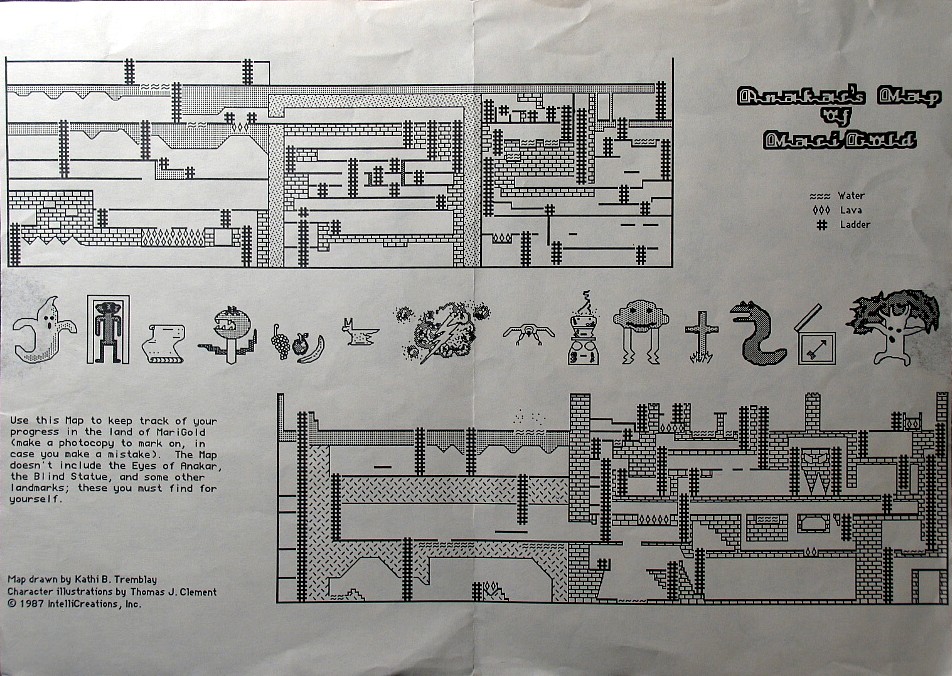 Anakar's Map
of
Mari Gold
Water
Lava
Ladder
Use this Map to keep track of your
progress in the land of MariGold
(make a photocopy to mark on, in
case you make a mistake). The Map
doesn't include the Eyes of Anakar,
the Blind Statue, and some other
landmarks; these you must find for
yourself.
Map drawn by Kathi B. Tremblay
Character illustrations by Thomas J. Clement
© 1987 IntelliCreations, Inc.